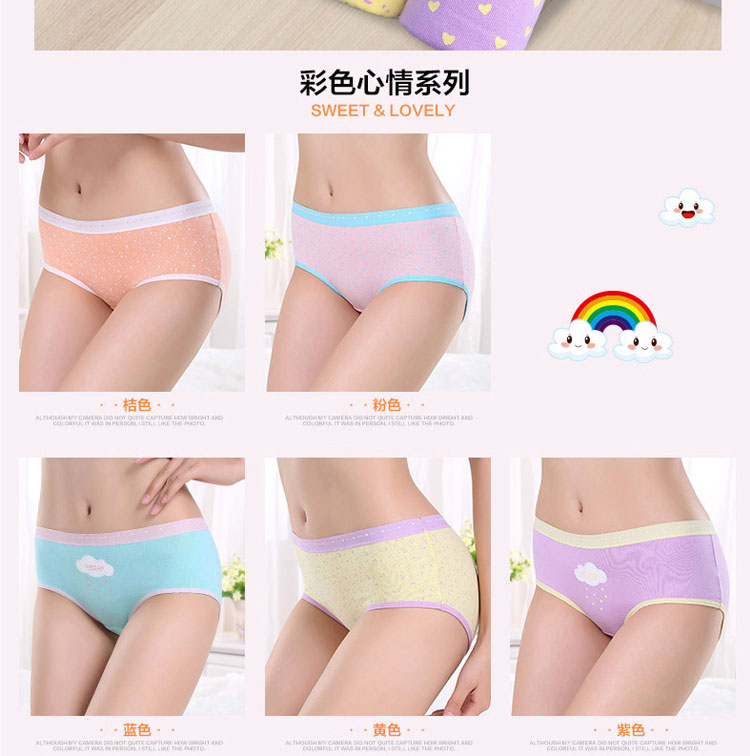 彩色心情系列
SWEET & LOVELY
··桔色··
ALTHOUGH MY CAMERA DID NOT QUITE CAPTURE HOW BRIGHT AND
COLORFUL, IT WAS IN PERSON, I STILL LIKE THE PHOTO.
··粉色··
ALTHOUGH MY CAMERA DID NOT QUITE CAPTURE HOW BRIGHT AND
COLORFUL, IT WAS IN PERSON, I STILL LIKE THE PHOTO.
··蓝色··
ALTHOUGH MY CAMERA DID NOT QUITE CAPTURE HOW BRIGHT AND
COLORFUL, IT WAS IN PERSON, I STILL LIKE THE PHOTO.
··黄色··
ALTHOUGH MY CAMERA DID NOT QUITE CAPTURE HOW BRIGHT AND
COLORFUL, IT WAS IN PERSON, I STILL LIKE THE PHOTO.
··紫色··
ALTHOUGH MY CAMERA DID NOT QUITE CAPTURE HOW BRIGHT AND
COLORFUL, IT WAS IN PERSON, I STILL LIKE THE PHOTO.